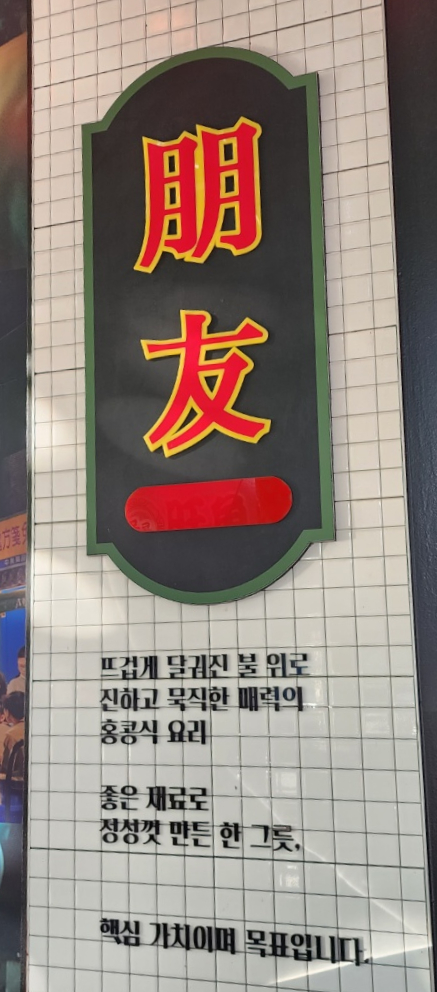 朋
友
뜨겁게 달궈진 불 위로
진하고 묵직한 매력의
홍콩식 요리
좋은 재료로
정성껏 만든 한 그릇,
핵심 가치이며 목표입니다.